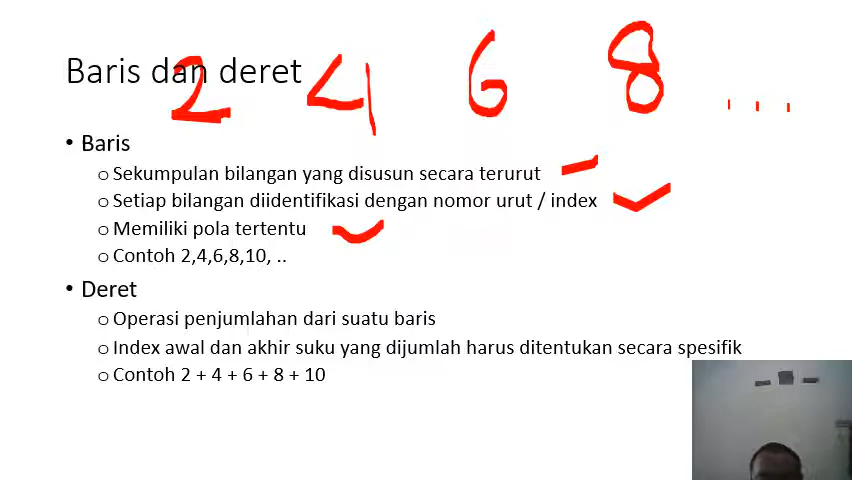 2 4 6 8 ...
Baris dan deret
• Baris
o Sekumpulan bilangan yang disusun secara terurut
o Setiap bilangan diidentifikasi dengan nomor urut / index
o Memiliki pola tertentu
o Contoh 2,4,6,8,10, ..
• Deret
o Operasi penjumlahan dari suatu baris
o Index awal dan akhir suku yang dijumlah harus ditentukan secara spesifik
o Contoh 2 + 4 + 6 + 8 + 10